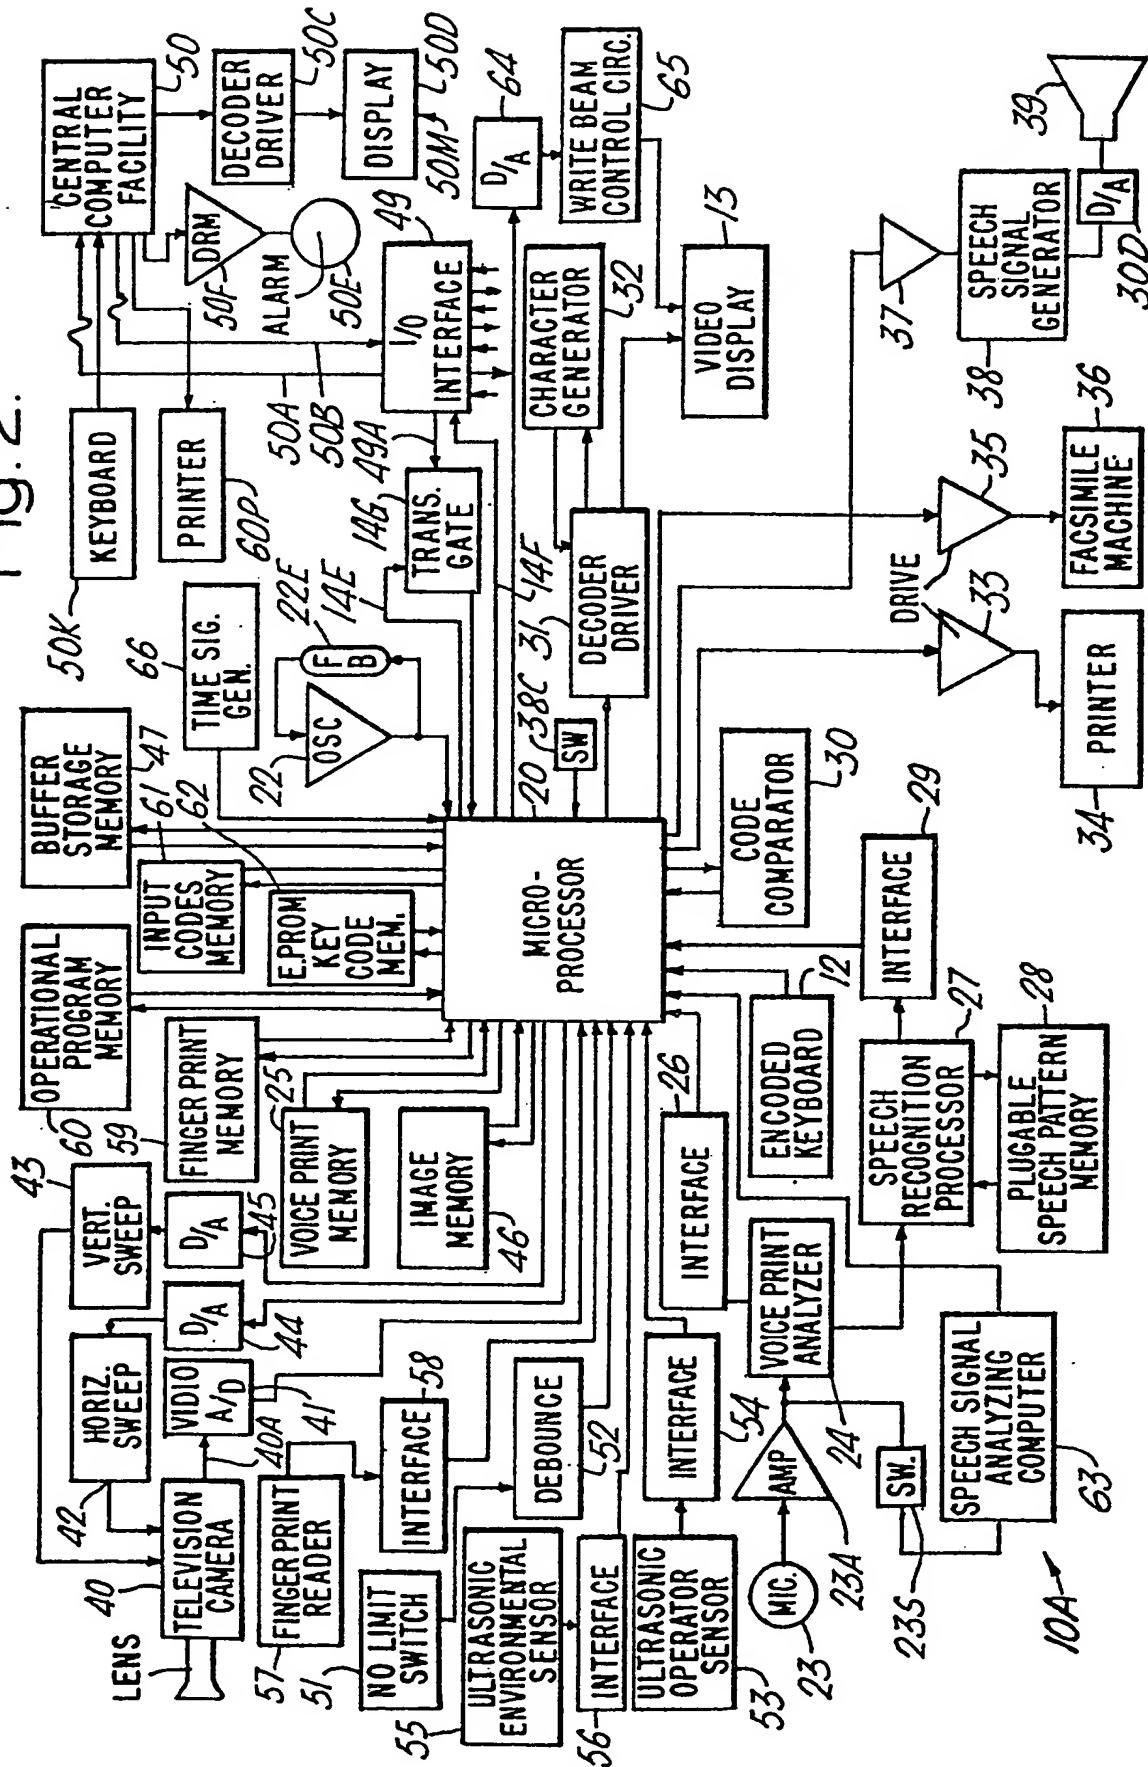 Fig. 2.
LENS
40
TELEVISION
CAMERA
42
HORIZ.
SWEEP
43
VERT.
SWEEP
40A
VIDIO
A/D
41
D/A
44
D/A
45
57
FINGERPRINT
READER
INTERFACE
58
51
NO LIMIT
SWITCH
DEBOUNCE
52
55
ULTRASONIC
ENVIRONMENTAL
SENSOR
56
INTERFACE
ULTRASONIC
OPERATOR
SENSOR
53
INTERFACE
54
MIC.
23
AMP
23A
23S
SW.
VOICE PRINT
ANALYZER
24
INTERFACE
26
SPEECH SIGNAL
ANALYZING
COMPUTER
63
10A
60
OPERATIONAL
PROGRAM
MEMORY
59
FINGER PRINT
MEMORY
25
VOICE PRINT
MEMORY
IMAGE
MEMORY
46
BUFFER
STORAGE
MEMORY
47
INPUT
CODES
MEMORY
61
E.PROM
KEY
CODE
MEM.
62
66
TIME SIG.
GEN.
22
OSC
F
B
22E
MICRO-
PROCESSOR
20
SW
38C
ENCODED
KEYBOARD
12
SPEECH
RECOGNITION
PROCESSOR
27
PLUGABLE
SPEECH PATTERN
MEMORY
28
INTERFACE
29
CODE
COMPARATOR
30
50K
KEYBOARD
PRINTER
60P
CENTRAL
COMPUTER
FACILITY
50
DECODER
DRIVER
50C
DISPLAY
50D
50M
DRM
50F
ALARM
50E
50A
50B
49A
14G
14E
TRANS.
GATE
14F
I/O
INTERFACE
49
D/A
64
WRITE BEAM
CONTROL CIRC.
65
31
DECODER
DRIVER
CHARACTER
GENERATOR
32
VIDEO
DISPLAY
13
DRIVE
33
35
34
PRINTER
FACSIMILE
MACHINE
36
37
38
SPEECH
SIGNAL
GENERATOR
D/A
30D
39